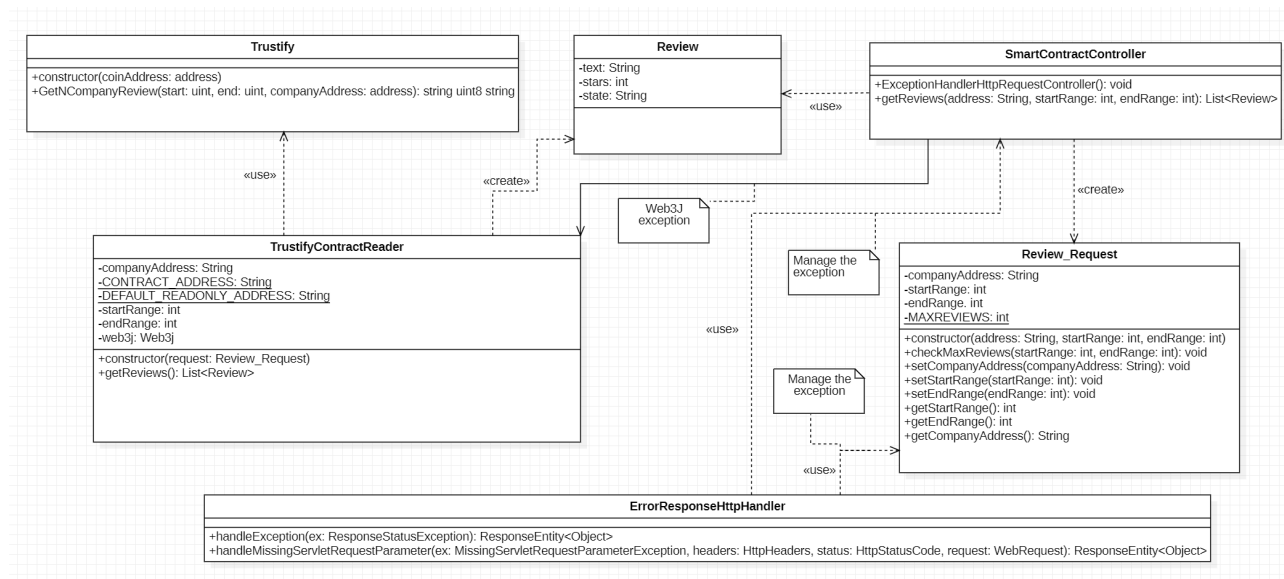 Trustify
+constructor(coinAddress: address)
+GetNCompanyReview(start: uint, end: uint, companyAddress: address): string uint8 string
Review
-text: String
-stars: int
-state: String
SmartContractController
+ExceptionHandlerHttpRequestController(): void
+getReviews(address: String, startRange: int, endRange: int): List<Review>
«use»
«use»
«create»
«create»
Web3J
exception
Manage the
exception
TrustifyContractReader
-companyAddress: String
-CONTRACT_ADDRESS: String
-DEFAULT_READONLY_ADDRESS: String
-startRange: int
-endRange: int
-web3j: Web3j
+constructor(request: Review_Request)
+getReviews(): List<Review>
Review_Request
-companyAddress: String
-startRange: int
-endRange. int
-MAXREVIEWS: int
+constructor(address: String, startRange: int, endRange: int)
+checkMaxReviews(startRange: int, endRange: int): void
+setCompanyAddress(companyAddress: String): void
+setStartRange(startRange: int): void
+setEndRange(endRange: int): void
+getStartRange(): int
+getEndRange(): int
+getCompanyAddress(): String
«use»
Manage the
exception
«use»
ErrorResponseHttpHandler
+handleException(ex: ResponseStatusException): ResponseEntity<Object>
+handleMissingServletRequestParameter(ex: MissingServletRequestParameterException, headers: HttpHeaders, status: HttpStatusCode, request: WebRequest): ResponseEntity<Object>